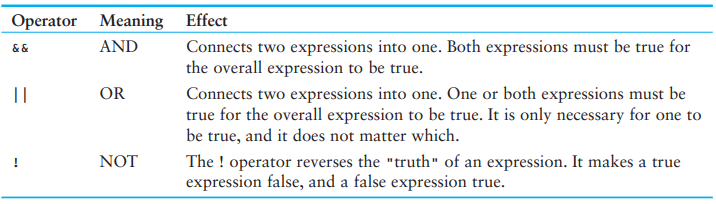 Operator Meaning Effect
&& AND Connects two expressions into one. Both expressions must be true for
the overall expression to be true.
|| OR Connects two expressions into one. One or both expressions must be
true for the overall expression to be true. It is only necessary for one to
be true, and it does not matter which.
! NOT The ! operator reverses the "truth" of an expression. It makes a true
expression false, and a false expression true.